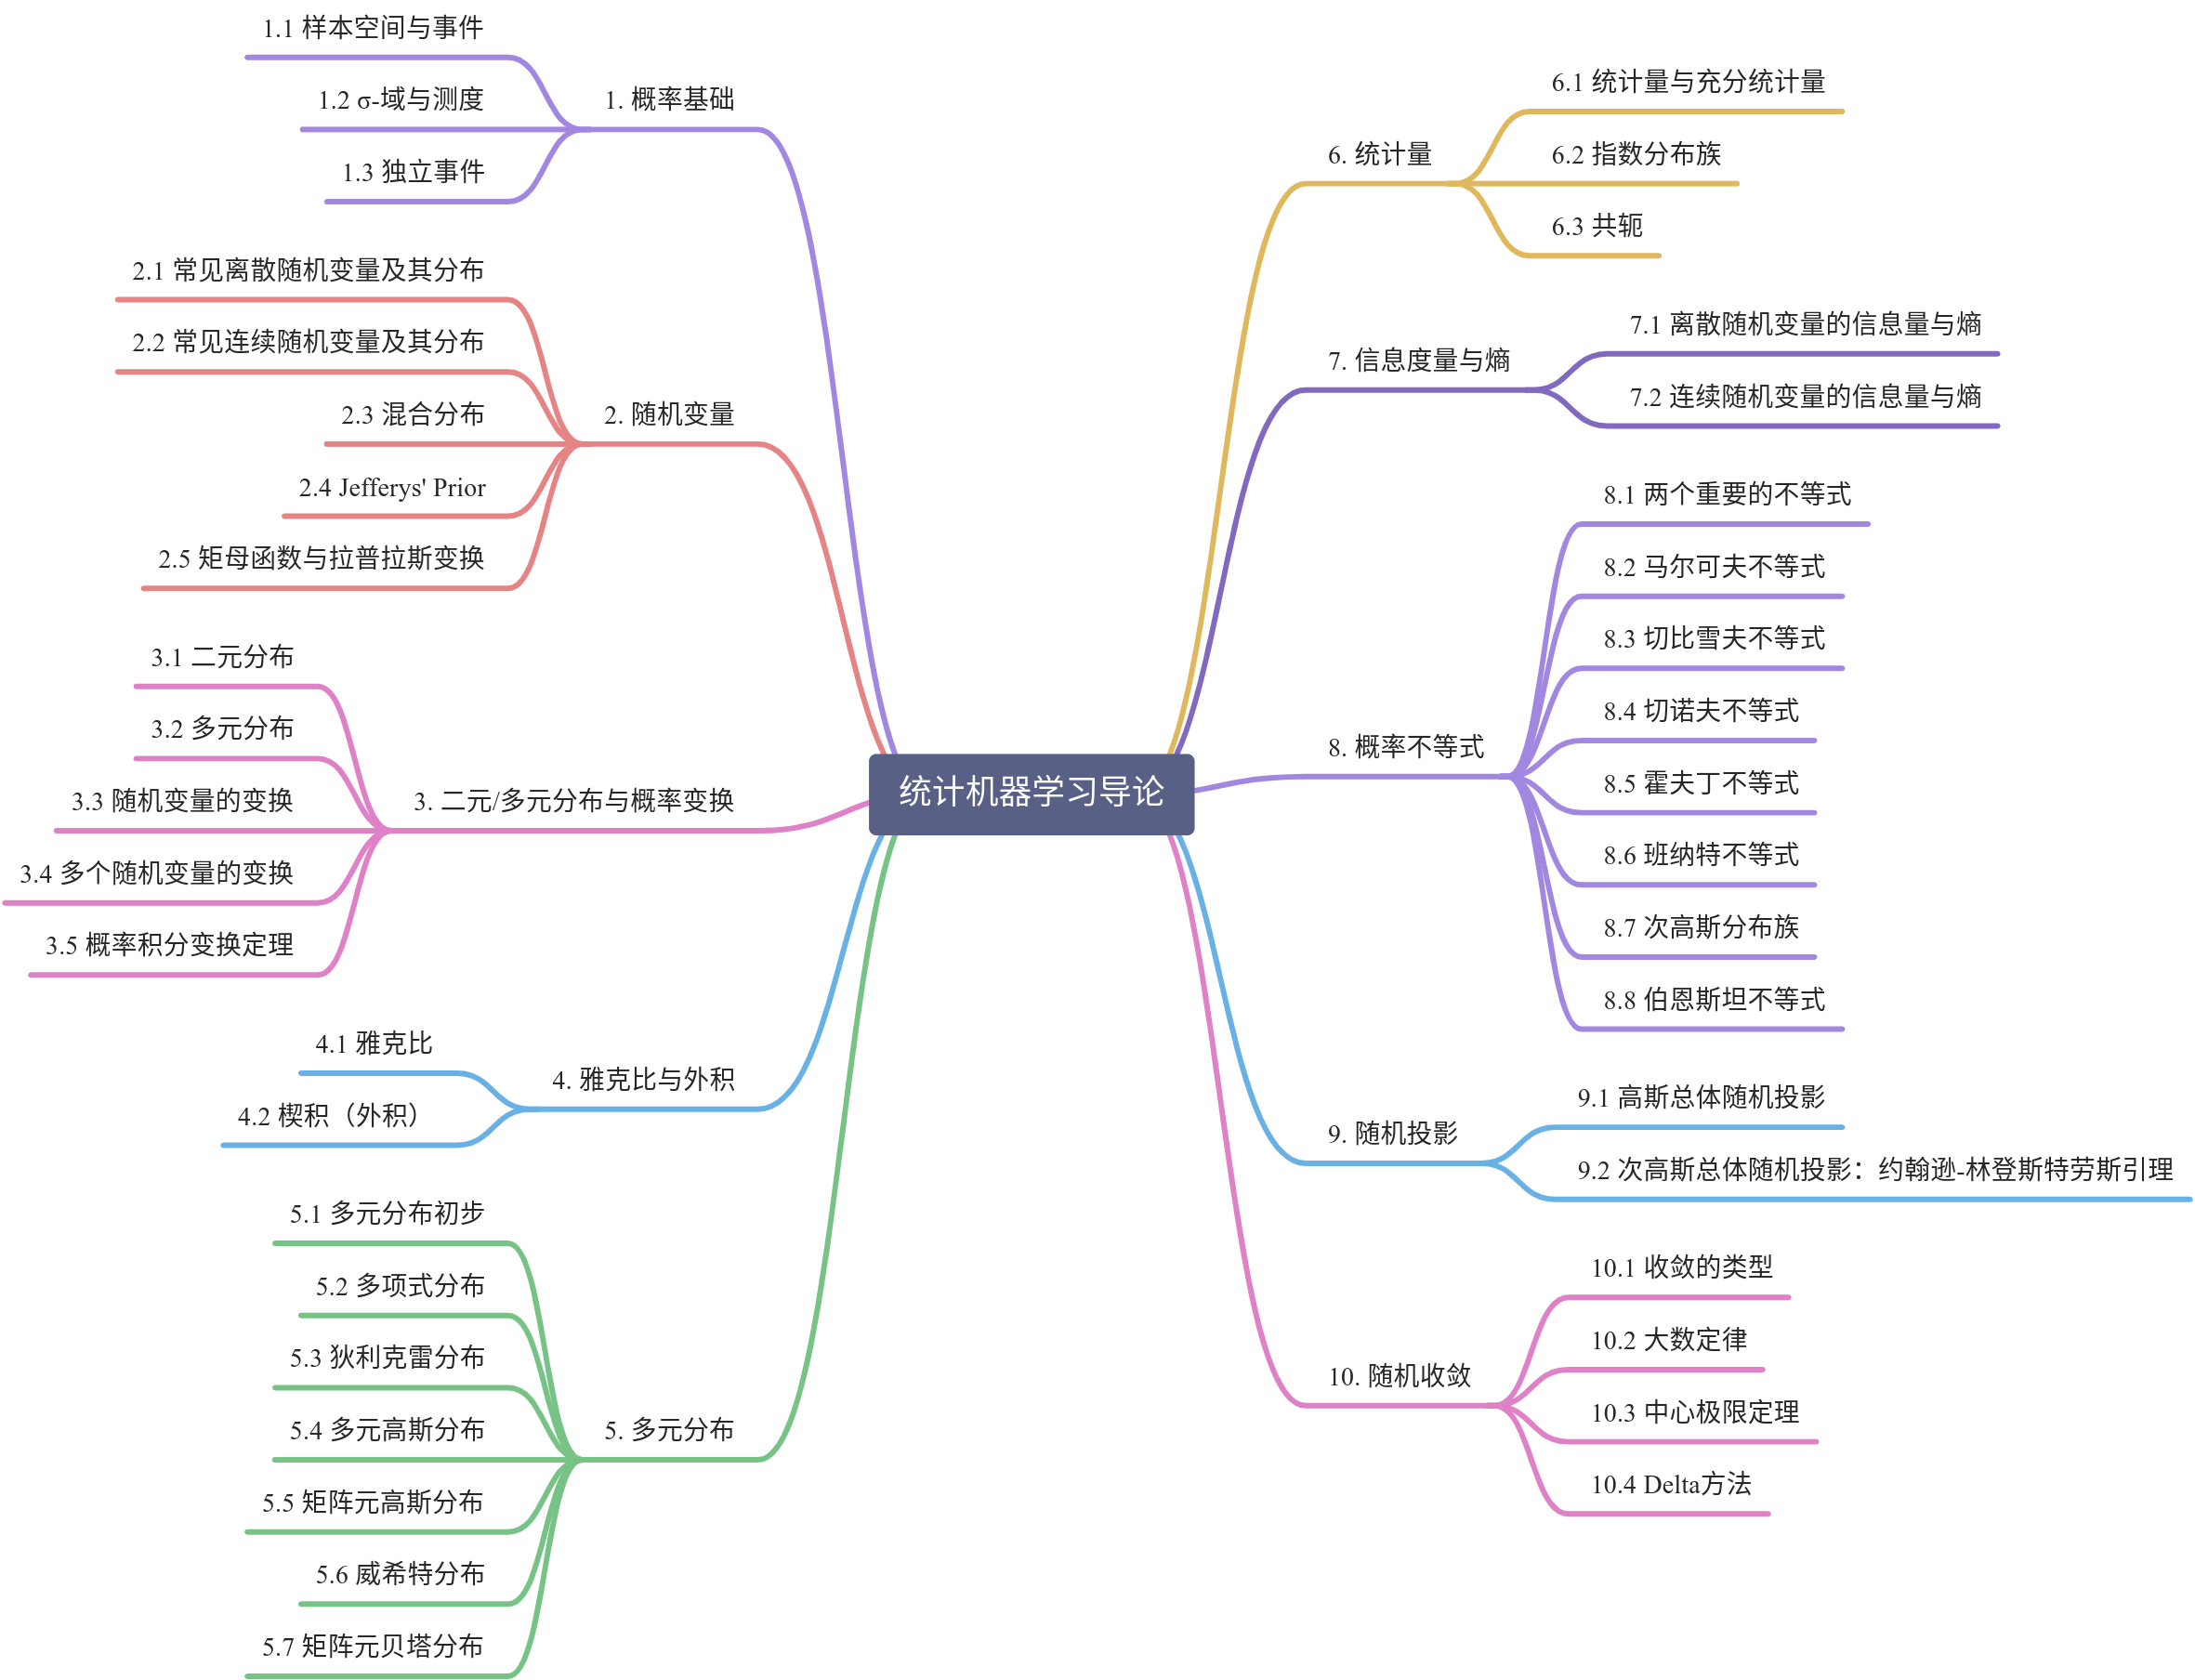 统计机器学习导论
1. 概率基础
1.1 样本空间与事件
1.2 σ-域与测度
1.3 独立事件
2. 随机变量
2.1 常见离散随机变量及其分布
2.2 常见连续随机变量及其分布
2.3 混合分布
2.4 Jefferys' Prior
2.5 矩母函数与拉普拉斯变换
3. 二元/多元分布与概率变换
3.1 二元分布
3.2 多元分布
3.3 随机变量的变换
3.4 多个随机变量的变换
3.5 概率积分变换定理
4. 雅克比与外积
4.1 雅克比
4.2 楔积（外积）
5. 多元分布
5.1 多元分布初步
5.2 多项式分布
5.3 狄利克雷分布
5.4 多元高斯分布
5.5 矩阵元高斯分布
5.6 威希特分布
5.7 矩阵元贝塔分布
6. 统计量
6.1 统计量与充分统计量
6.2 指数分布族
6.3 共轭
7. 信息度量与熵
7.1 离散随机变量的信息量与熵
7.2 连续随机变量的信息量与熵
8. 概率不等式
8.1 两个重要的不等式
8.2 马尔可夫不等式
8.3 切比雪夫不等式
8.4 切诺夫不等式
8.5 霍夫丁不等式
8.6 班纳特不等式
8.7 次高斯分布族
8.8 伯恩斯坦不等式
9. 随机投影
9.1 高斯总体随机投影
9.2 次高斯总体随机投影：约翰逊-林登斯特劳斯引理
10. 随机收敛
10.1 收敛的类型
10.2 大数定律
10.3 中心极限定理
10.4 Delta方法